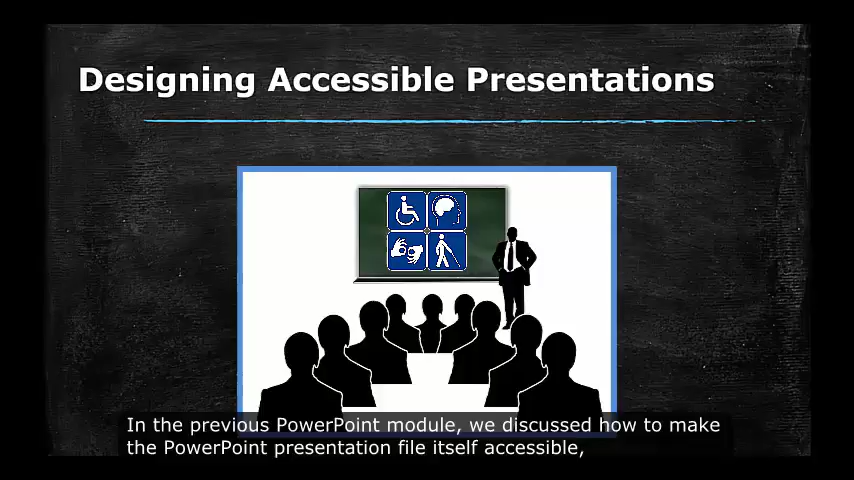 Designing Accessible Presentations
In the previous PowerPoint module, we discussed how to make
the PowerPoint presentation file itself accessible,